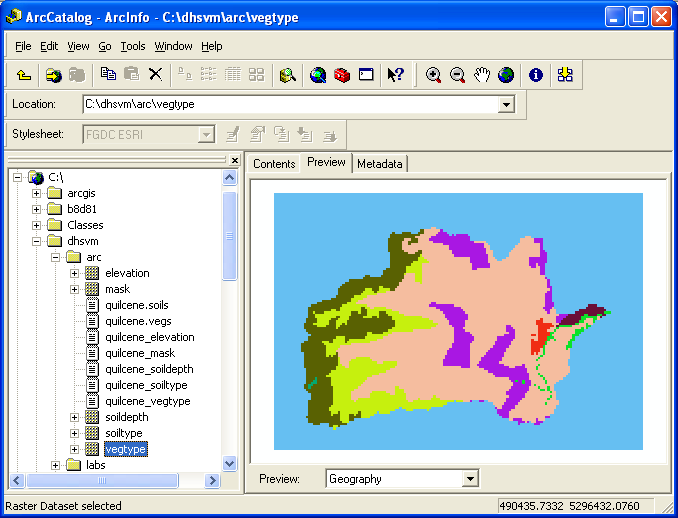 ArcCatalog - ArcInfo - C:\dhsvm\arc\vegtype
File Edit View Go Tools Window Help
Location: C:\dhsvm\arc\vegtype
Stylesheet: FGDC ESRI
Contents Preview Metadata
C:\
arcgis
b8d81
Classes
dhsvm
arc
elevation
mask
quilcene.soils
quilcene.vegs
quilcene_elevation
quilcene_mask
quilcene_soildepth
quilcene_soiltype
quilcene_vegtype
soildepth
soiltype
vegtype
labs
Preview: Geography
Raster Dataset selected
490435.7332 5296432.0760